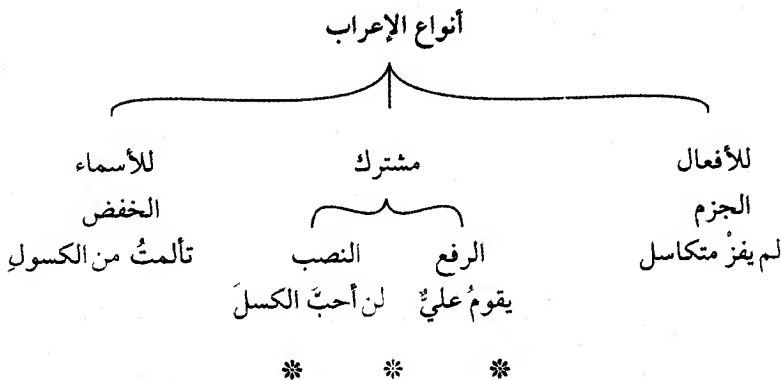 أنواع الإعراب
للأفعال مشترك للأسماء
الجزم الخفض
لم يفزْ متكاسل الرفع النصب تألمتُ من الكسولِ
يقومُ عليٌّ لن أحبَّ الكسلَ